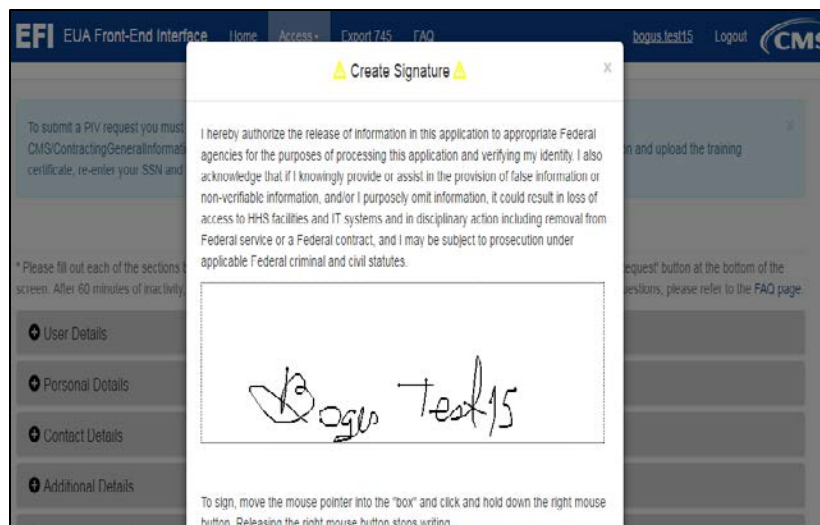 EFI EUA Front-End Interface Home Access Export 745 FAQ bogus.test15 Logout CMS
Create Signature x
To submit a PIV request you must
CMS/ContractingGeneralInformati on and upload the training
certificate, re-enter your SSN and
I hereby authorize the release of information in this application to appropriate Federal
agencies for the purposes of processing this application and verifying my identity. I also
acknowledge that if I knowingly provide or assist in the provision of false information or
non-verifiable information, and/or I purposely omit information, it could result in loss of
access to HHS facilities and IT systems and in disciplinary action including removal from
Federal service or a Federal contract, and I may be subject to prosecution under
applicable Federal criminal and civil statutes.
* Please fill out each of the sections b equest' button at the bottom of the
screen. After 60 minutes of inactivity, uestions, please refer to the FAQ page
User Details
Personal Details
Contact Details
Additional Details
Bogus Test15
To sign, move the mouse pointer into the "box" and click and hold down the right mouse
button. Releasing the right mouse button stops writing.